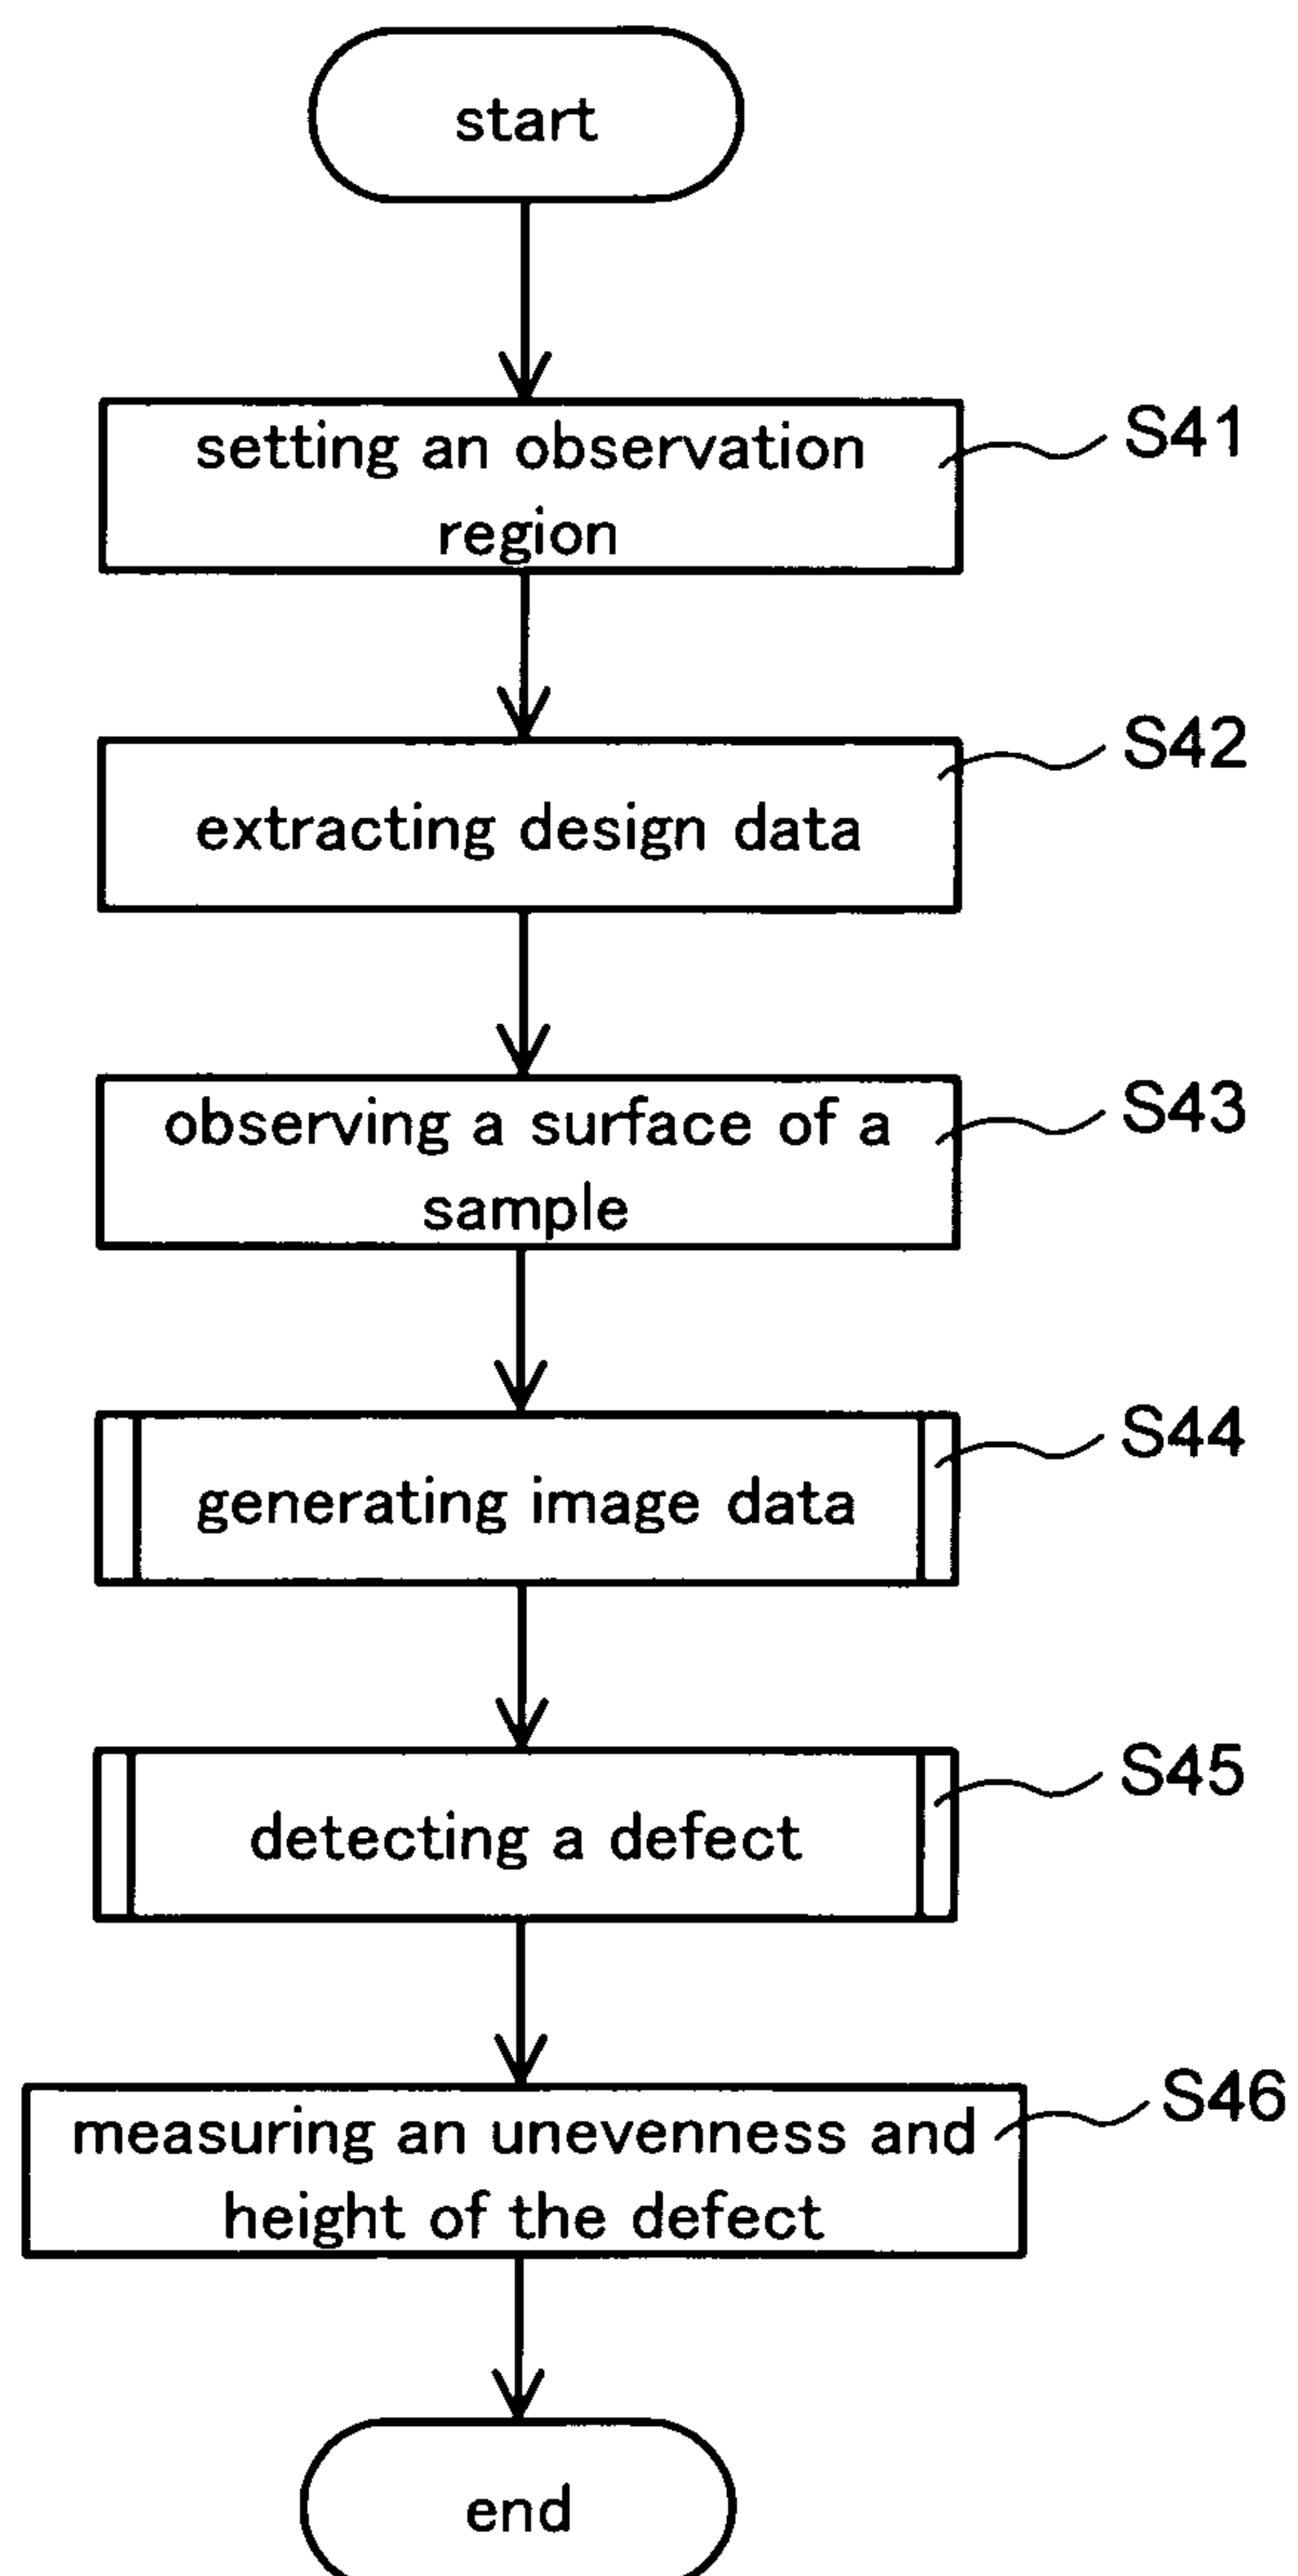 start
setting an observation
region
S41
extracting design data
S42
observing a surface of a
sample
S43
generating image data
S44
detecting a defect
S45
measuring an unevenness and
height of the defect
S46
end